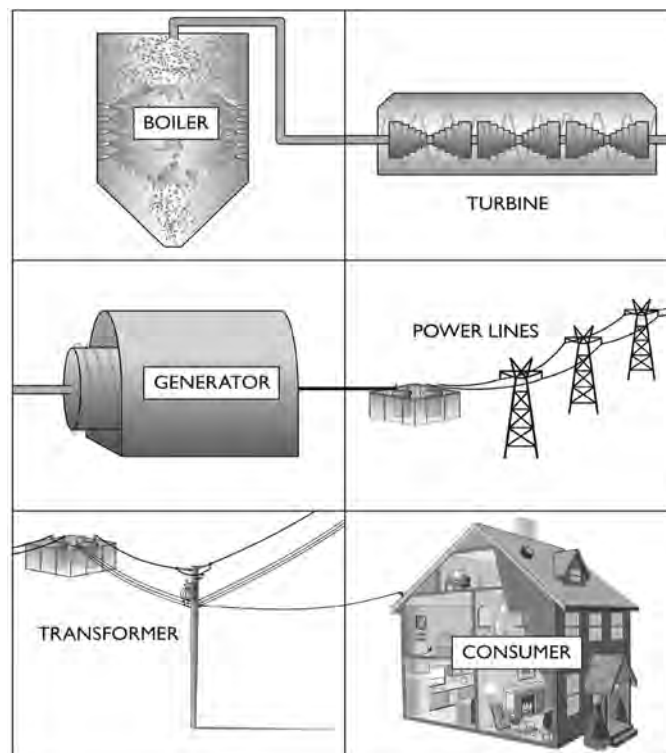 BOILER
TURBINE
GENERATOR
POWER LINES
TRANSFORMER
CONSUMER